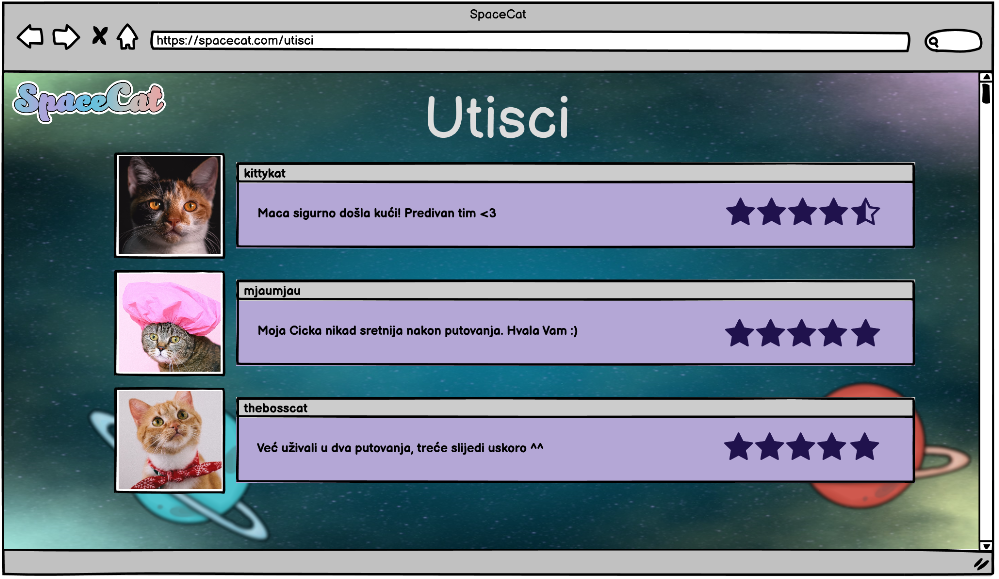 SpaceCat
https://spacecat.com/utisci
SpaceCat
Utisci
kittykat
Maca sigurno došla kući! Predivan tim <3
mjaumjau
Moja Cicka nikad sretnija nakon putovanja. Hvala Vam :)
thebosscat
Već uživali u dva putovanja, treće slijedi uskoro ^^